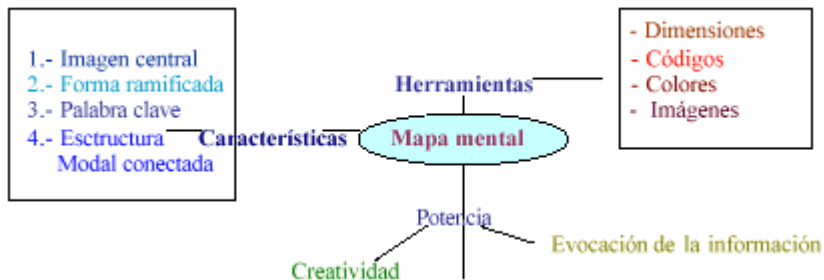 1.- Imagen central
2.- Forma ramificada
3.- Palabra clave
4.- Esctructura
Modal conectada
Características
Mapa mental
Herramientas
- Dimensiones
- Códigos
- Colores
- Imágenes
Potencia
Creatividad
Evocación de la información